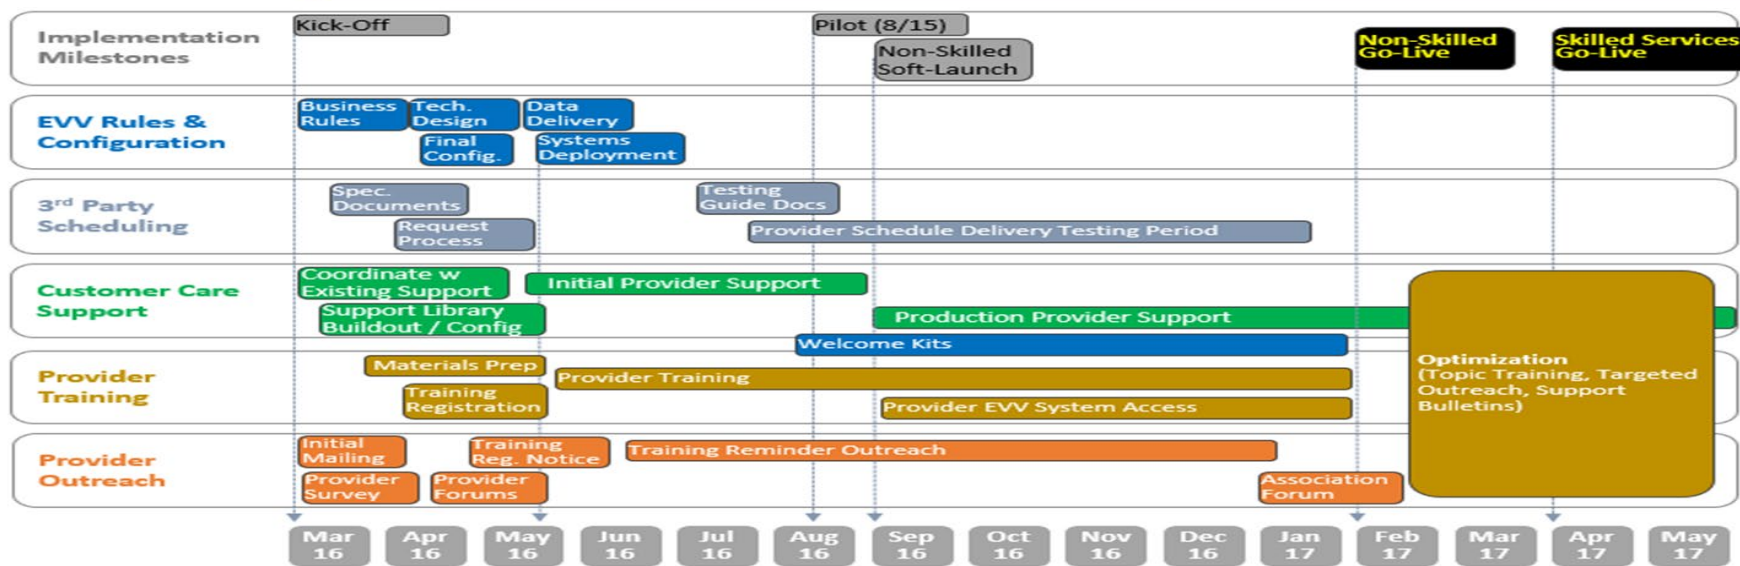 Implementation
Milestones
Kick-Off
Pilot (8/15)
Non-Skilled
Soft-Launch
Non-Skilled
Go-Live
Skilled Services
Go-Live
EVV Rules &
Configuration
Business
Rules
Tech.
Design
Data
Delivery
Final
Config.
Systems
Deployment
3rd Party
Scheduling
Spec.
Documents
Testing
Guide Docs
Request
Process
Provider Schedule Delivery Testing Period
Customer Care
Support
Coordinate w
Existing Support
Initial Provider Support
Support Library
Buildout / Config
Production Provider Support
Welcome Kits
Provider
Training
Materials Prep
Provider Training
Training
Registration
Provider EVV System Access
Optimization
(Topic Training, Targeted
Outreach, Support
Bulletins)
Provider
Outreach
Initial
Mailing
Training
Reg. Notice
Training Reminder Outreach
Provider
Survey
Provider
Forums
Association
Forum
Mar
16
Apr
16
May
16
Jun
16
Jul
16
Aug
16
Sep
16
Oct
16
Nov
16
Dec
16
Jan
17
Feb
17
Mar
17
Apr
17
May
17